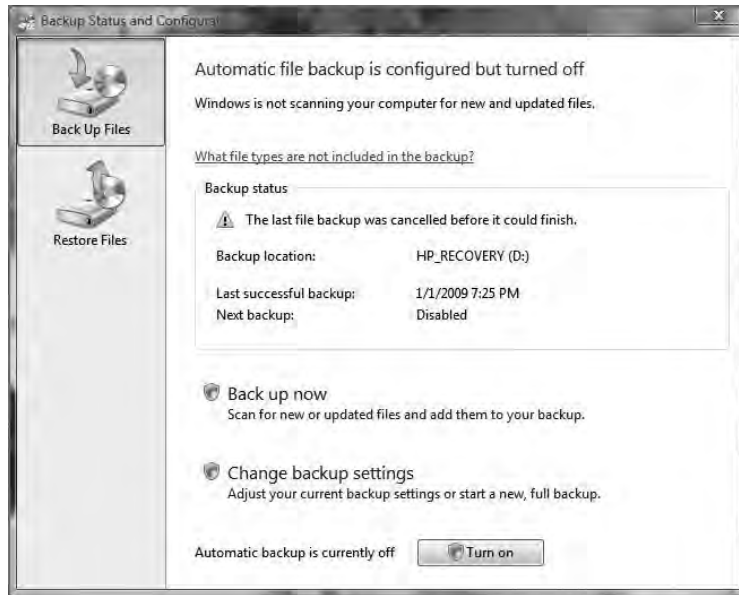 Backup Status and Configurat
Back Up Files
Restore Files
Automatic file backup is configured but turned off
Windows is not scanning your computer for new and updated files.
What file types are not included in the backup?
Backup status
The last file backup was cancelled before it could finish.
Backup location: HP_RECOVERY (D:)
Last successful backup: 1/1/2009 7:25 PM
Next backup: Disabled
Back up now
Scan for new or updated files and add them to your backup.
Change backup settings
Adjust your current backup settings or start a new, full backup.
Automatic backup is currently off Turn on